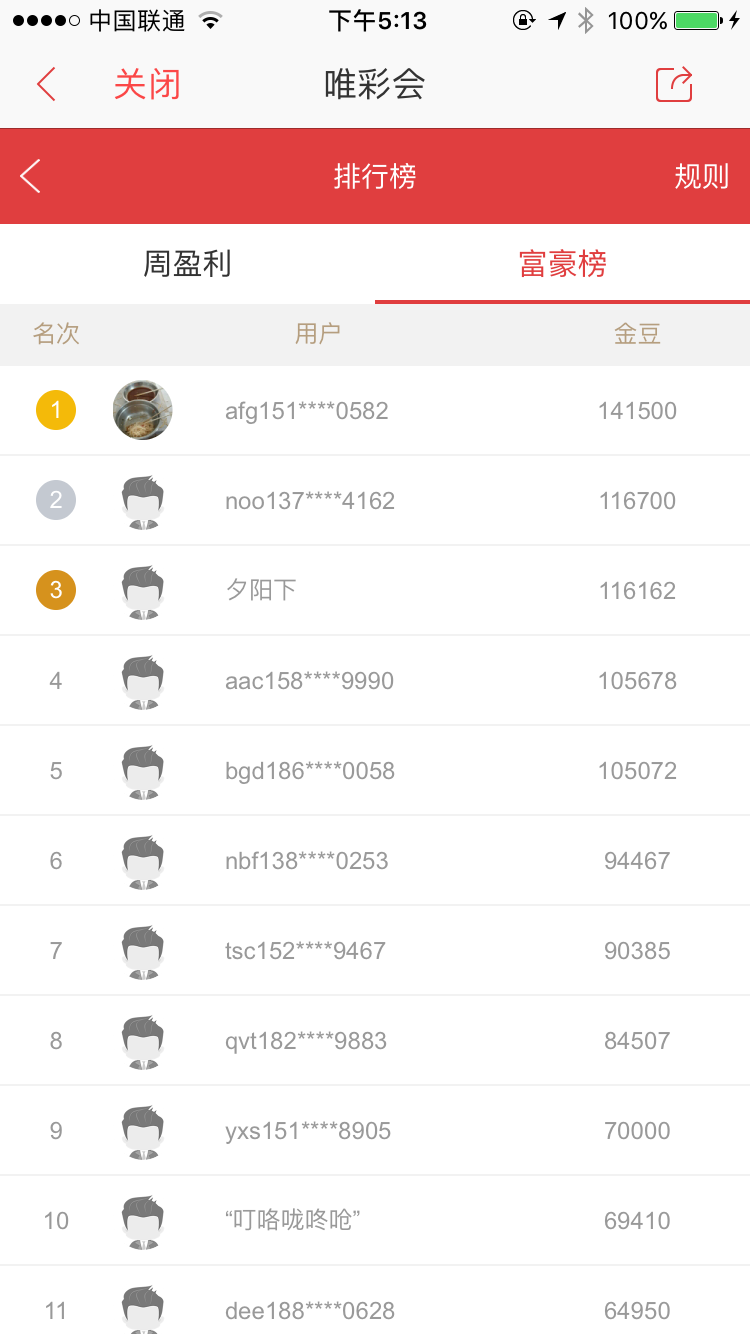 中国联通 下午5:13 100%
关闭 唯彩会
排行榜 规则
周盈利 富豪榜
名次 用户 金豆
1 afg151****0582 141500
2 noo137****4162 116700
3 夕阳下 116162
4 aac158****9990 105678
5 bgd186****0058 105072
6 nbf138****0253 94467
7 tsc152****9467 90385
8 qvt182****9883 84507
9 yxs151****8905 70000
10 “叮咯咙咚呛” 69410
11 dee188****0628 64950